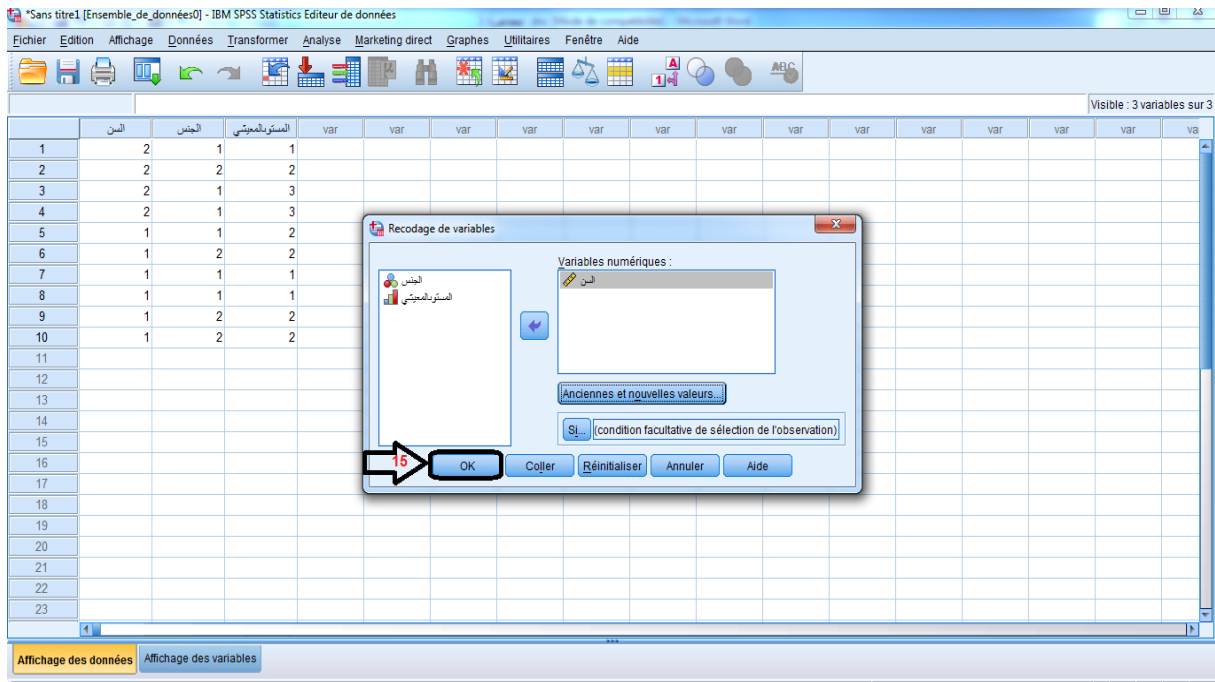 *Sans titre1 [Ensemble_de_données0] - IBM SPSS Statistics Editeur de données
Fichier Edition Affichage Données Transformer Analyse Marketing direct Graphes Utilitaires Fenêtre Aide
Visible : 3 variables sur 3
السن الجنس المستوىالمعيشي var var var var var var var var var var var var var va
1 2 1 1
2 2 2 2
3 2 1 3
4 2 1 3
5 1 1 2
6 1 2 2
7 1 1 1
8 1 1 1
9 1 2 2
10 1 2 2
11
12
13
14
15
16
17
18
19
20
21
22
23
Recodage de variables
Variables numériques :
الجنس
المستوىالمعيشي
السن
Anciennes et nouvelles valeurs...
Si... (condition facultative de sélection de l'observation)
15
OK Coller Réinitialiser Annuler Aide
Affichage des données Affichage des variables